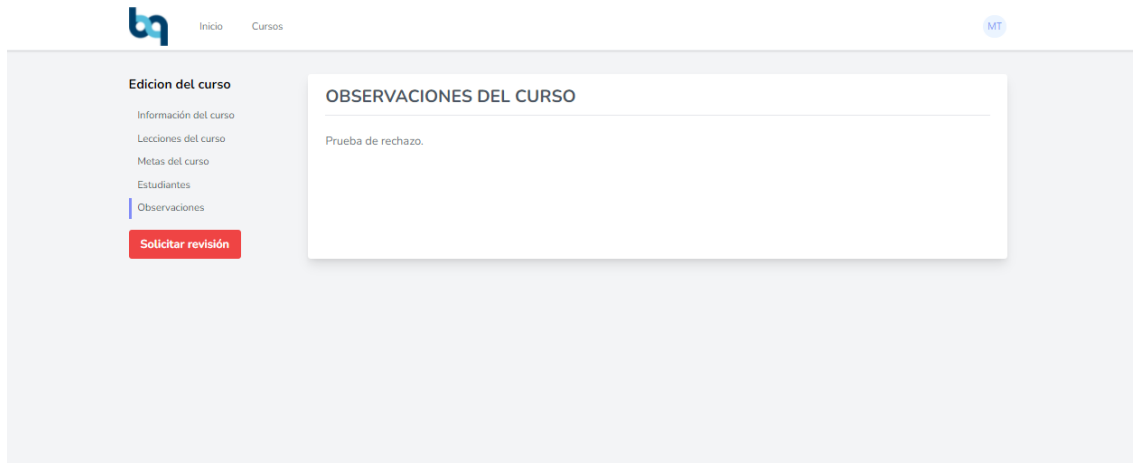 bq
Inicio
Cursos
MT
Edicion del curso
Información del curso
Lecciones del curso
Metas del curso
Estudiantes
Observaciones
Solicitar revisión
OBSERVACIONES DEL CURSO
Prueba de rechazo.